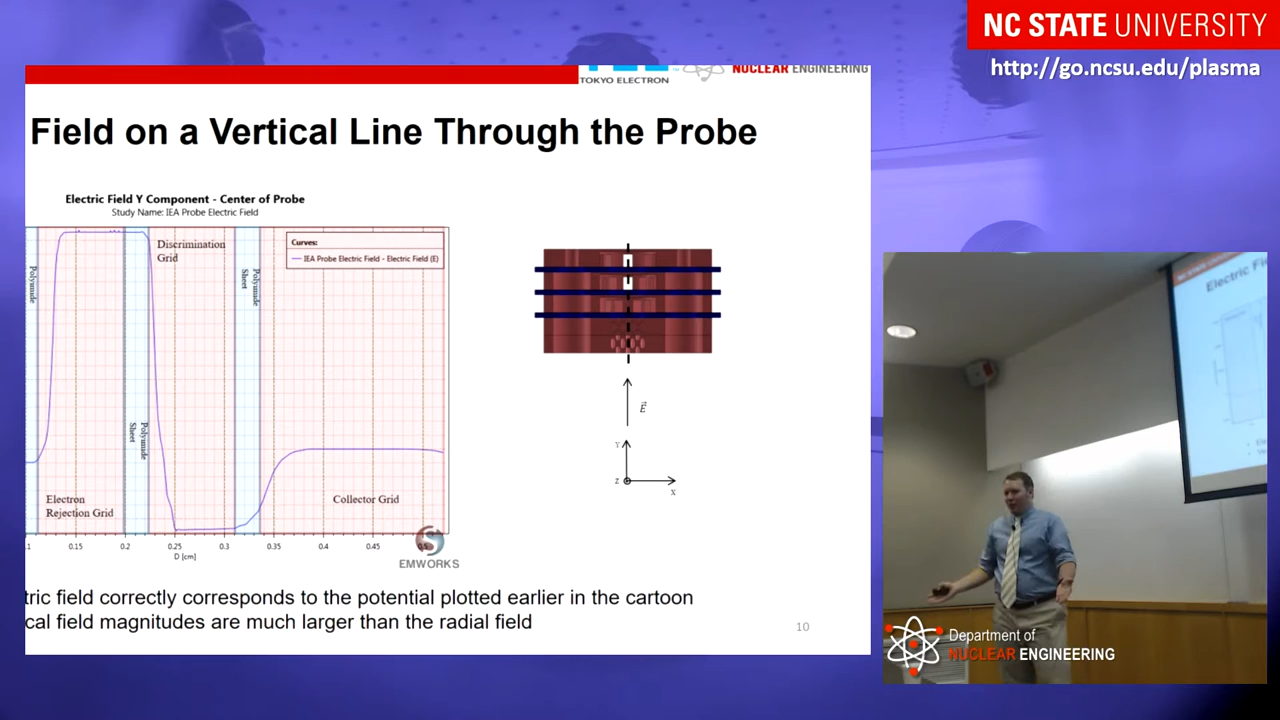 NC STATE UNIVERSITY
http://go.ncsu.edu/plasma
TOKYO ELECTRON
NUCLEAR ENGINEERING
Field on a Vertical Line Through the Probe
Electric Field Y Component - Center of Probe
Study Name: IEA Probe Electric Field
Polyimide
Discrimination
Grid
Polyimide
Sheet
Curves:
IEA Probe Electric Field - Electric Field (E)
Polyimide
Sheet
Electron
Rejection Grid
Collector Grid
0.15 0.2 0.25 0.3 0.35 0.4 0.45 0.5
D [cm]
EMWORKS
E
Y
Z
X
tric field correctly corresponds to the potential plotted earlier in the cartoon
cal field magnitudes are much larger than the radial field
10
Electric Fi
Department of
NUCLEAR ENGINEERING